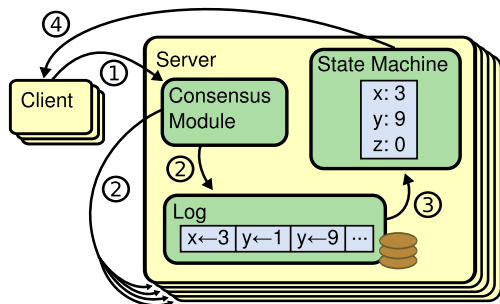 ④
Server
State Machine
①
x: 3
y: 9
z: 0
Client
Consensus
Module
②
②
③
Log
x←3 y←1 y←9 ...